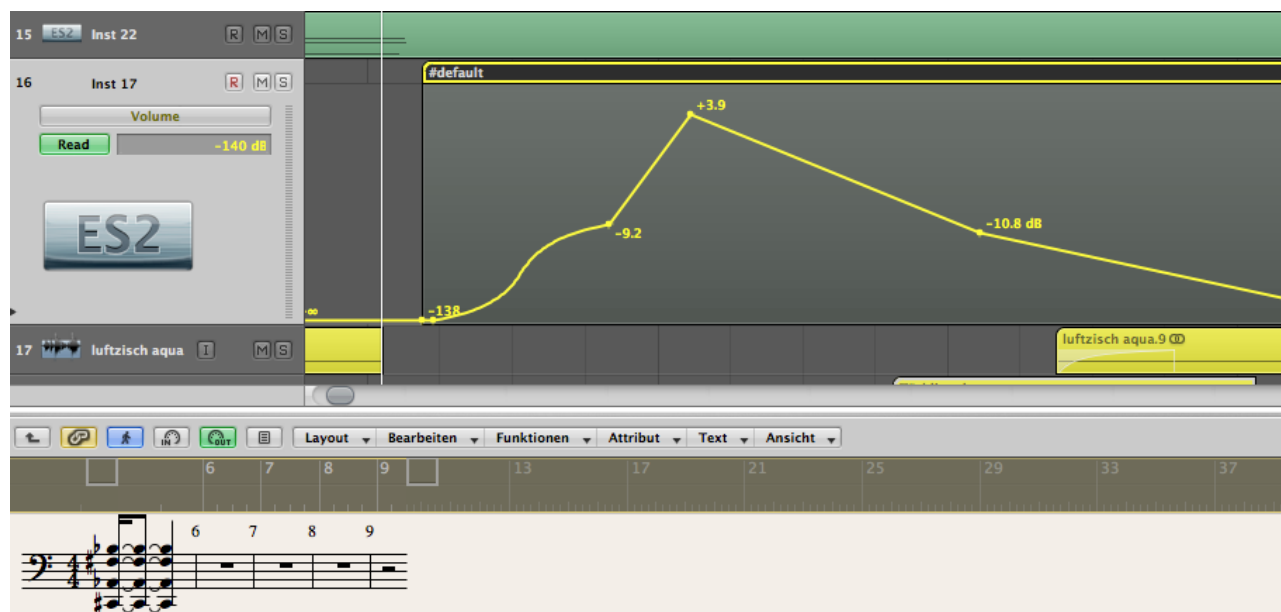 15 ES2 Inst 22 R M S
#default
16 Inst 17 R M S
+3.9
Volume
Read -140 dB
-9.2
-10.8 dB
ES2
∞
-138
17 luftzisch aqua I M S
luftzisch aqua.9
IN OUT Layout Bearbeiten Funktionen Attribut Text Ansicht
6 7 8 9 13 17 21 25 29 33 37
6 7 8 9
4
4